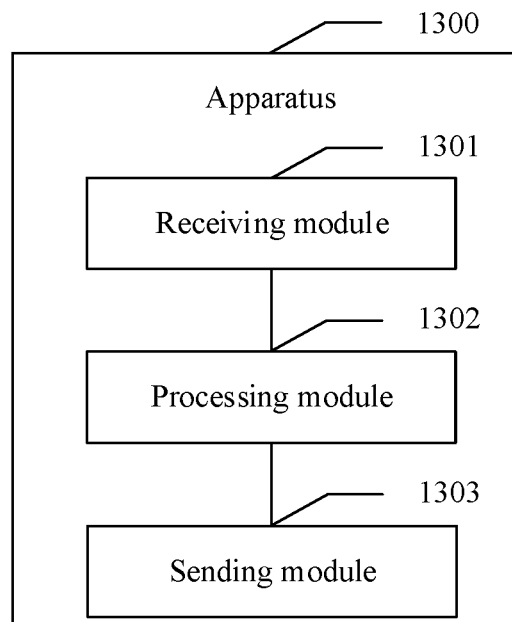 1300
Apparatus
1301
Receiving module
1302
Processing module
1303
Sending module